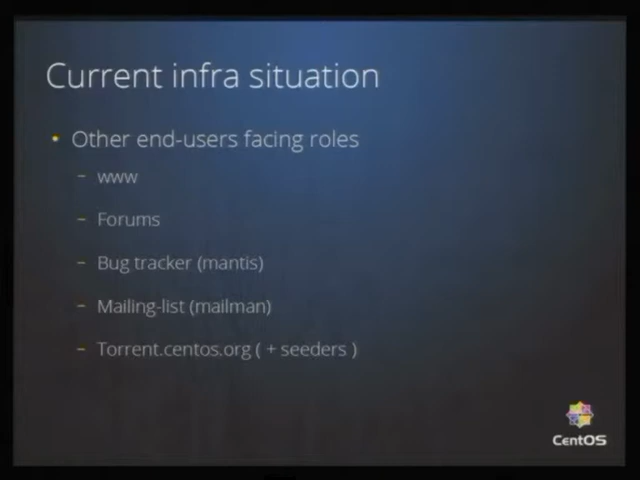 Current infra situation
• Other end-users facing roles
– www
– Forums
– Bug tracker (mantis)
– Mailing-list (mailman)
– Torrent.centos.org ( + seeders )
CentOS